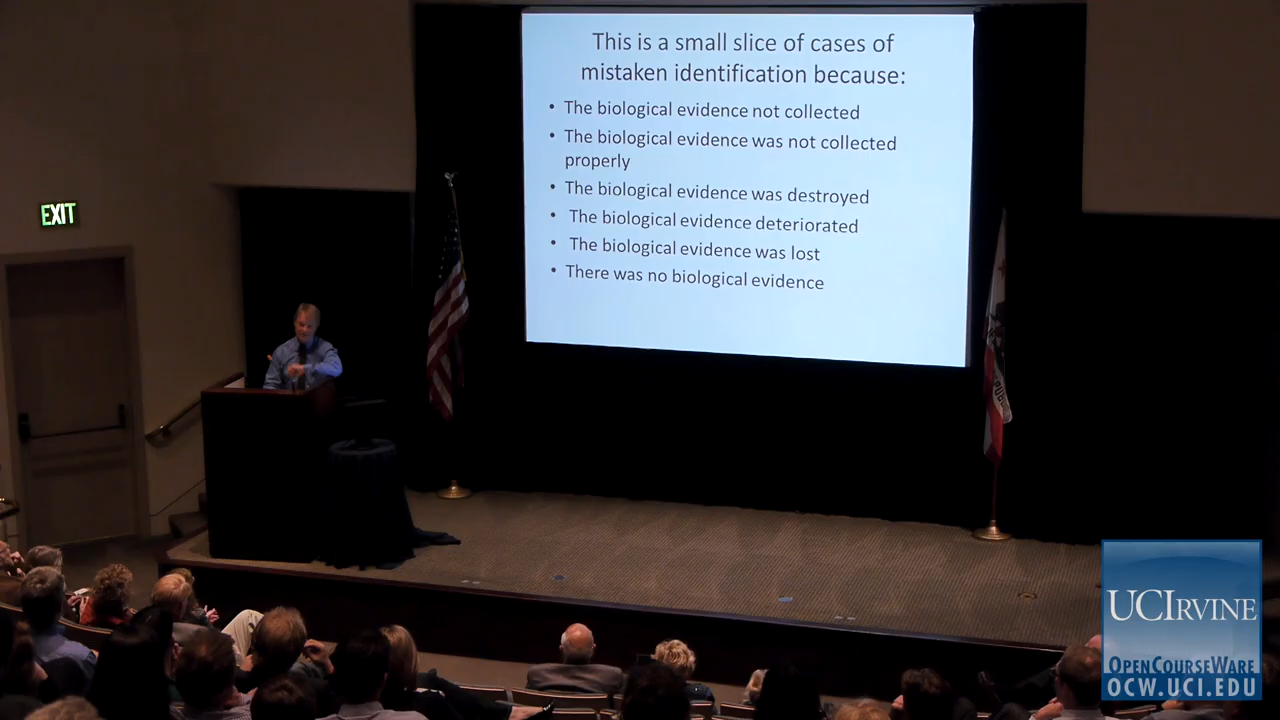 This is a small slice of cases of
mistaken identification because:
• The biological evidence not collected
• The biological evidence was not collected
properly
• The biological evidence was destroyed
• The biological evidence deteriorated
• The biological evidence was lost
• There was no biological evidence
EXIT
UCIRVINE
OPENCOURSEWARE
OCW.UCI.EDU